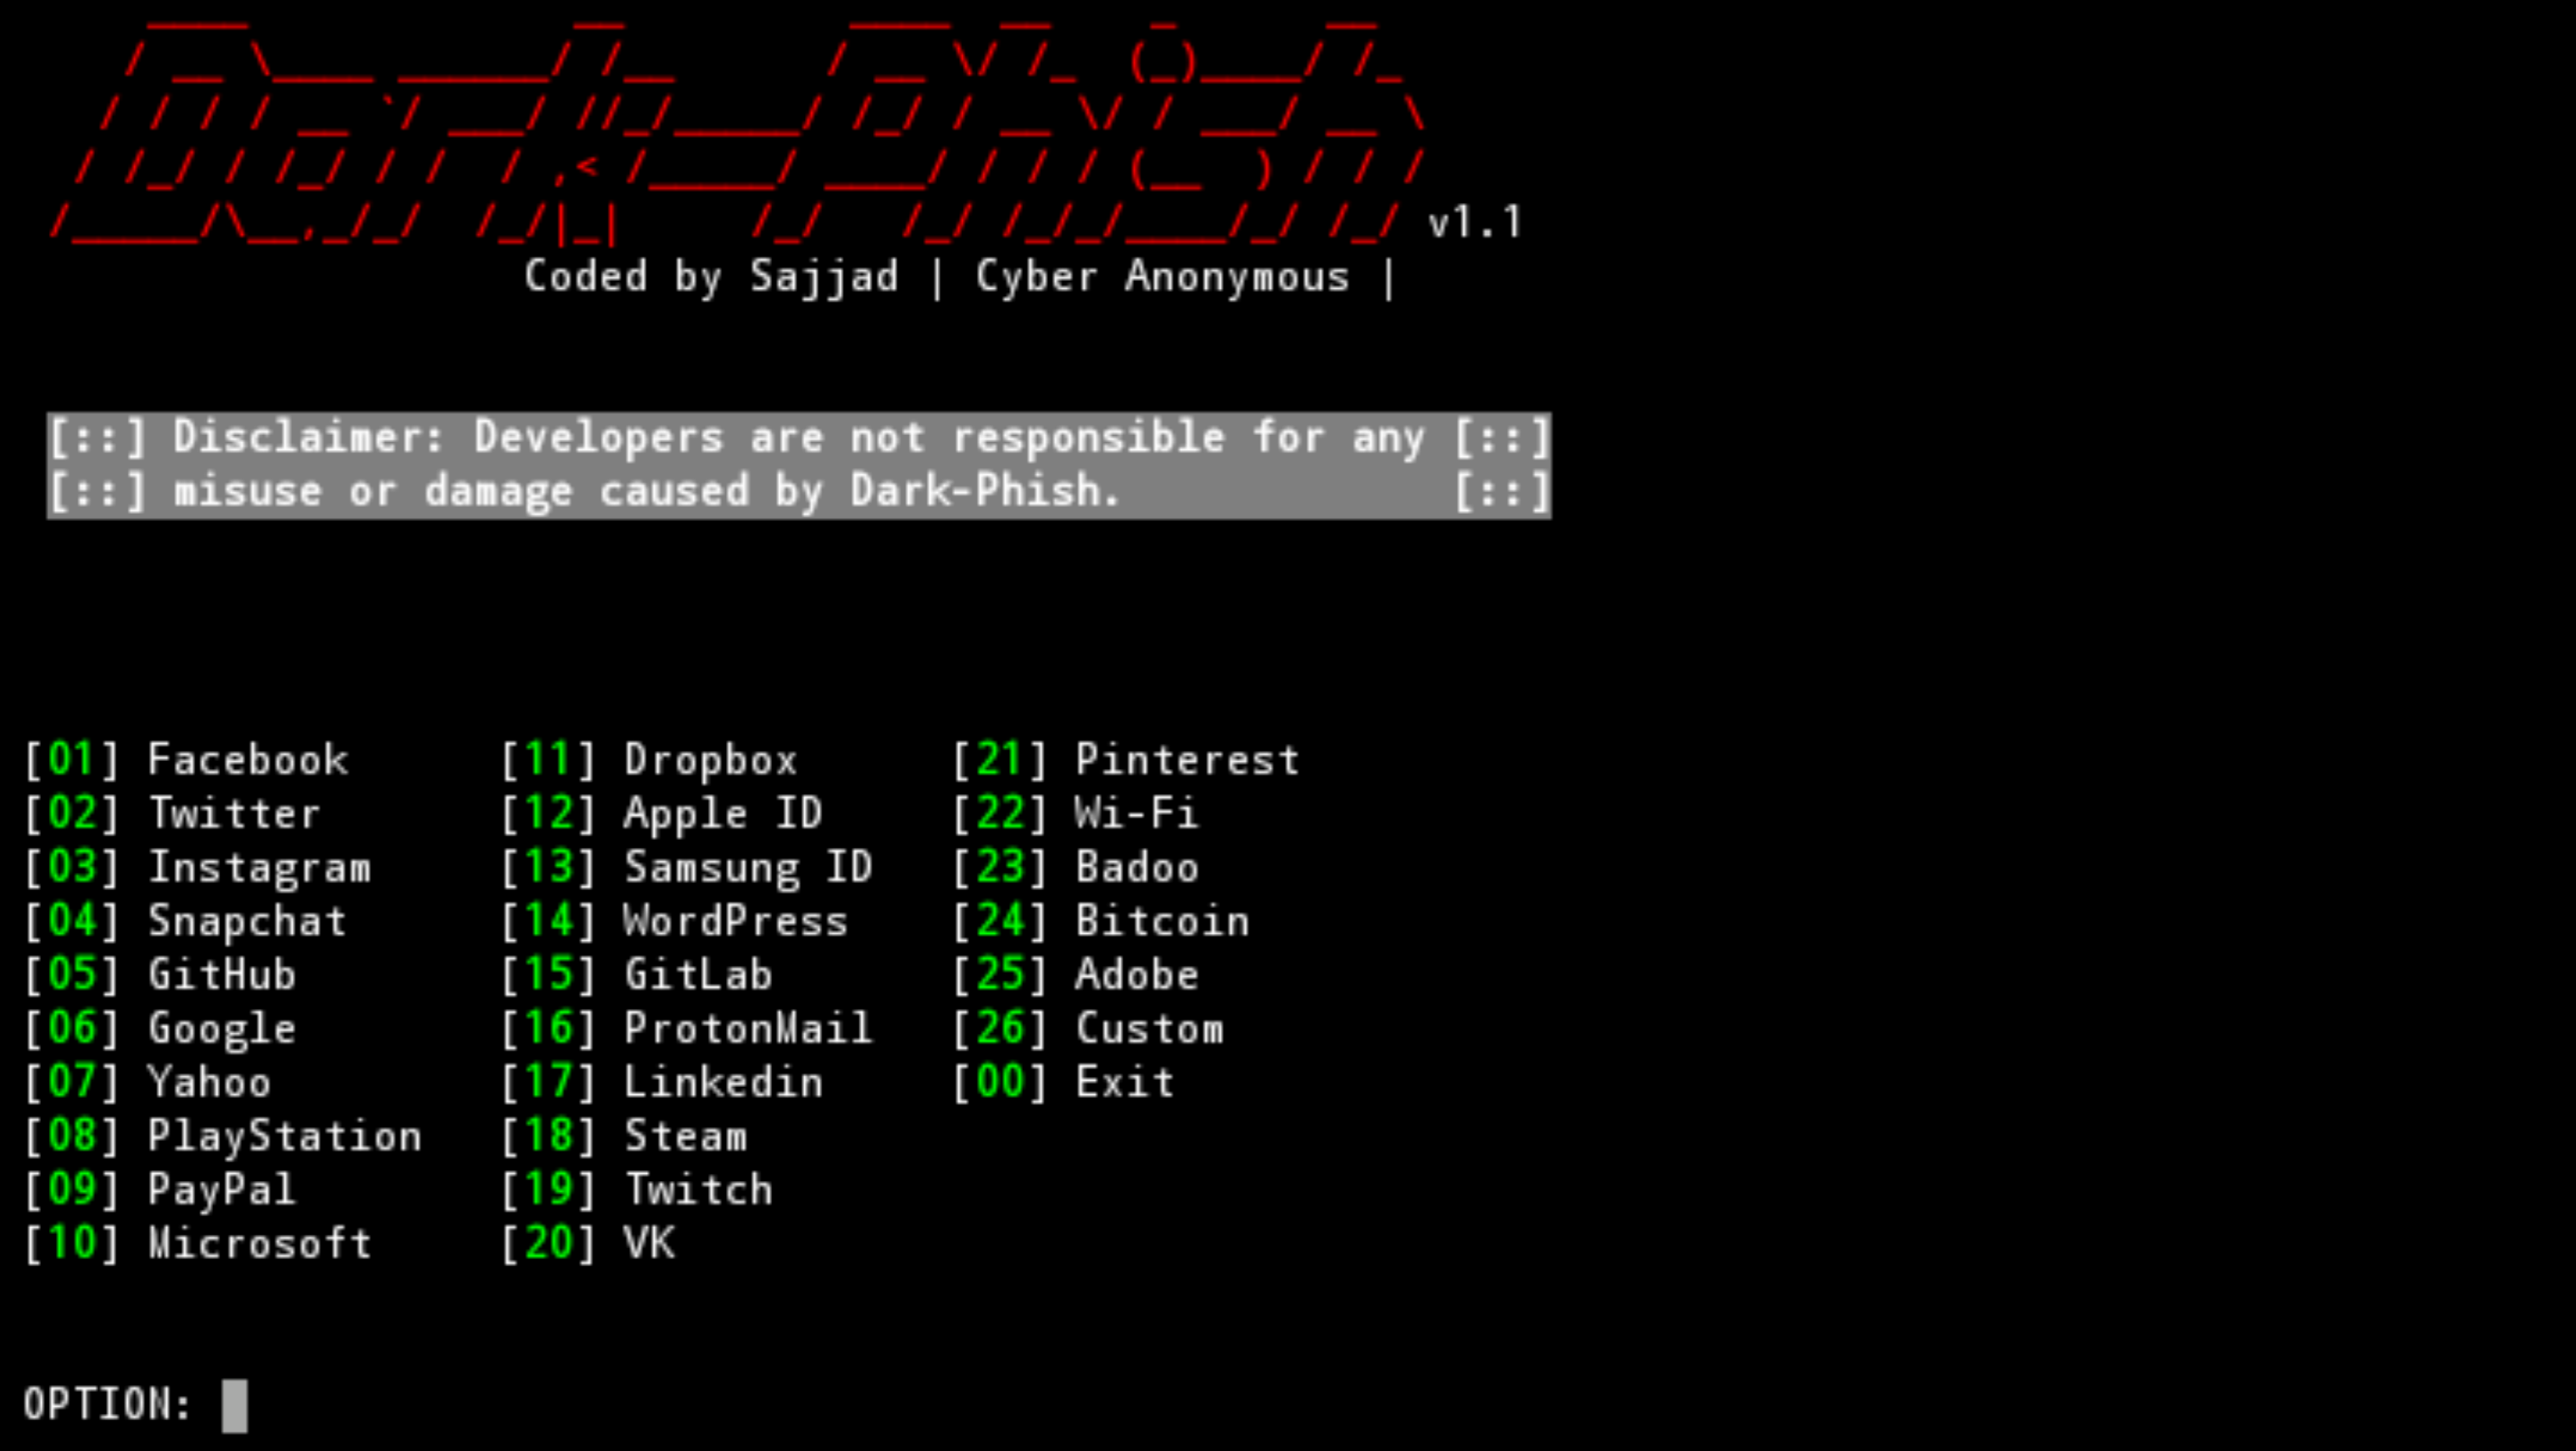 Dark-Phish v1.1
Coded by Sajjad | Cyber Anonymous |
[::] Disclaimer: Developers are not responsible for any [::]
[::] misuse or damage caused by Dark-Phish. [::]
[01] Facebook [11] Dropbox [21] Pinterest
[02] Twitter [12] Apple ID [22] Wi-Fi
[03] Instagram [13] Samsung ID [23] Badoo
[04] Snapchat [14] WordPress [24] Bitcoin
[05] GitHub [15] GitLab [25] Adobe
[06] Google [16] ProtonMail [26] Custom
[07] Yahoo [17] Linkedin [00] Exit
[08] PlayStation [18] Steam
[09] PayPal [19] Twitch
[10] Microsoft [20] VK
OPTION: